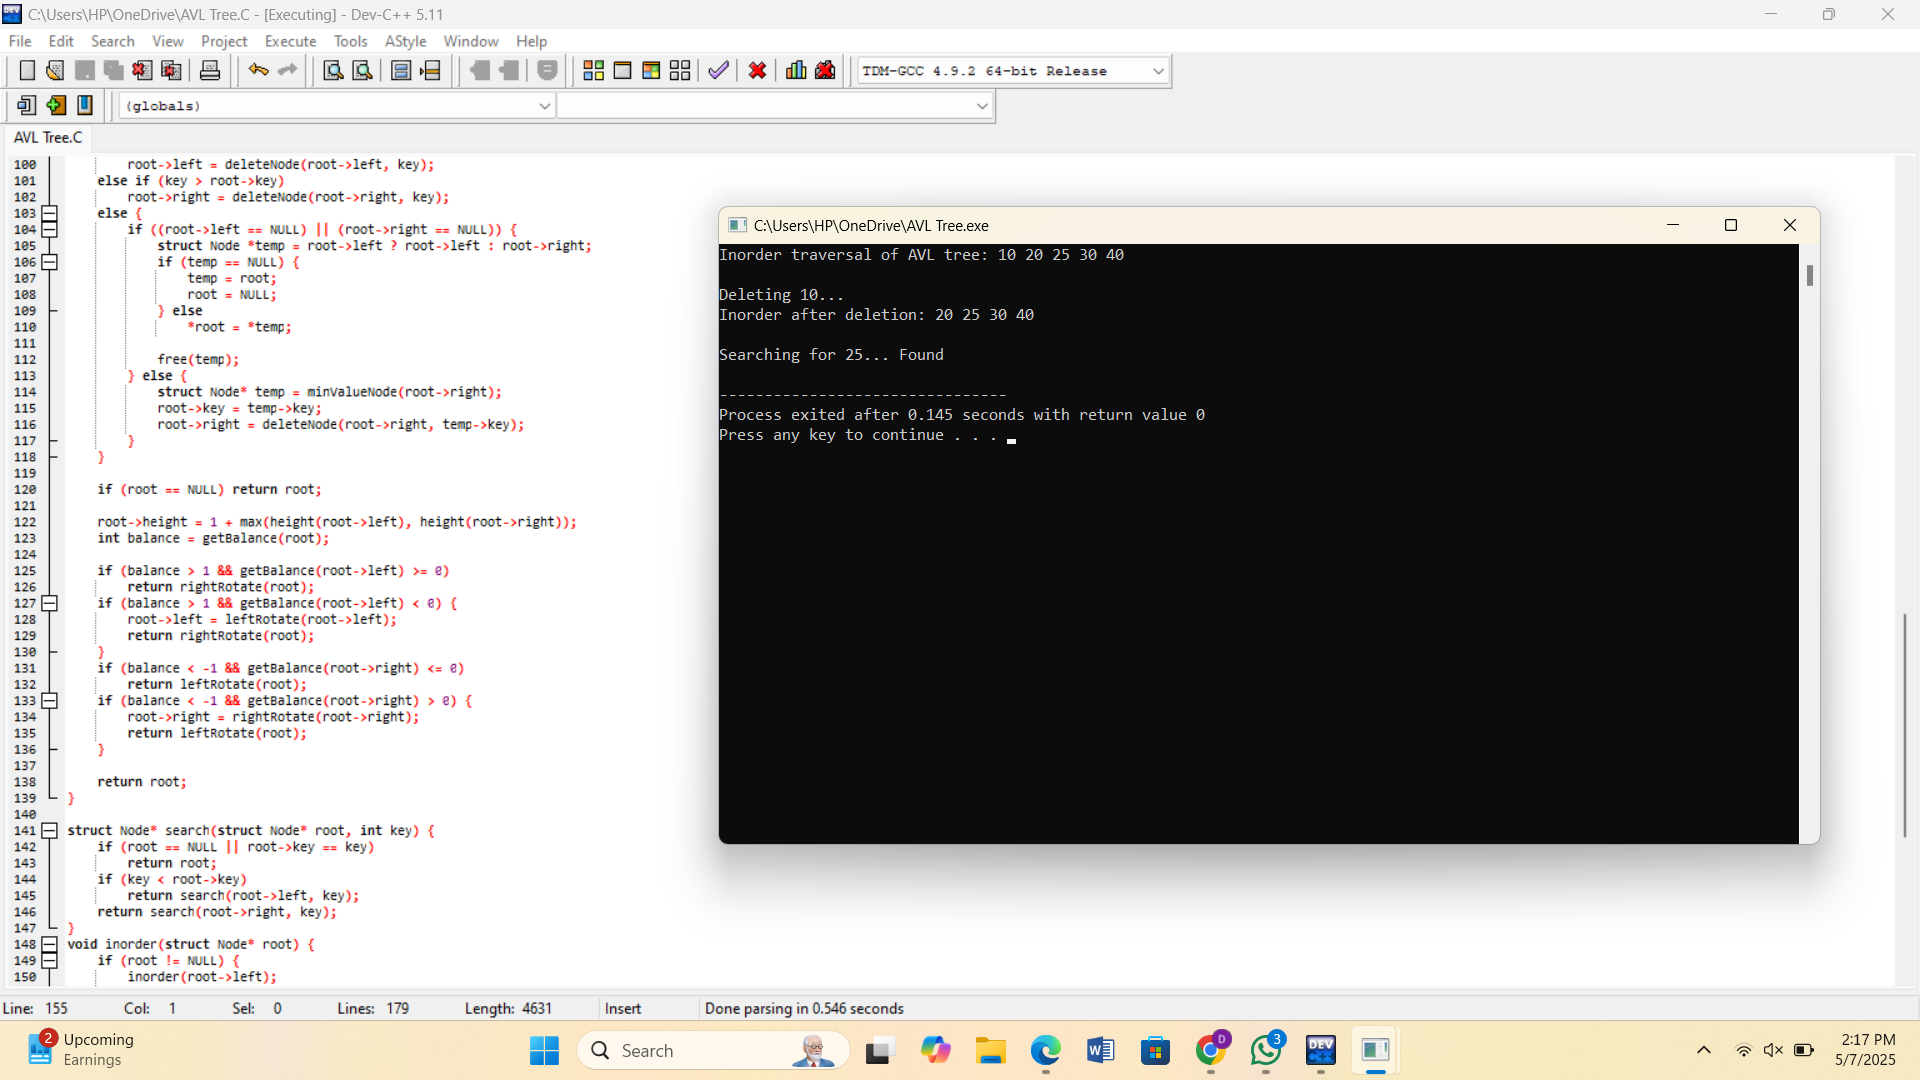 C:\Users\HP\OneDrive\AVL Tree.C - [Executing] - Dev-C++ 5.11
File Edit Search View Project Execute Tools AStyle Window Help
TDM-GCC 4.9.2 64-bit Release
(globals)
AVL Tree.C
100 root->left = deleteNode(root->left, key);
101 else if (key > root->key)
102 root->right = deleteNode(root->right, key);
103 else {
104 if ((root->left == NULL) || (root->right == NULL)) {
105 struct Node *temp = root->left ? root->left : root->right;
106 if (temp == NULL) {
107 temp = root;
108 root = NULL;
109 } else
110 *root = *temp;
111
112 free(temp);
113 } else {
114 struct Node* temp = minValueNode(root->right);
115 root->key = temp->key;
116 root->right = deleteNode(root->right, temp->key);
117 }
118 }
119
120 if (root == NULL) return root;
121
122 root->height = 1 + max(height(root->left), height(root->right));
123 int balance = getBalance(root);
124
125 if (balance > 1 && getBalance(root->left) >= 0)
126 return rightRotate(root);
127 if (balance > 1 && getBalance(root->left) < 0) {
128 root->left = leftRotate(root->left);
129 return rightRotate(root);
130 }
131 if (balance < -1 && getBalance(root->right) <= 0)
132 return leftRotate(root);
133 if (balance < -1 && getBalance(root->right) > 0) {
134 root->right = rightRotate(root->right);
135 return leftRotate(root);
136 }
137
138 return root;
139 }
140
141 struct Node* search(struct Node* root, int key) {
142 if (root == NULL || root->key == key)
143 return root;
144 if (key < root->key)
145 return search(root->left, key);
146 return search(root->right, key);
147 }
148 void inorder(struct Node* root) {
149 if (root != NULL) {
150 inorder(root->left);
C:\Users\HP\OneDrive\AVL Tree.exe
Inorder traversal of AVL tree: 10 20 25 30 40
Deleting 10...
Inorder after deletion: 20 25 30 40
Searching for 25... Found
--------------------------------
Process exited after 0.145 seconds with return value 0
Press any key to continue . . .
Line: 155 Col: 1 Sel: 0 Lines: 179 Length: 4631 Insert Done parsing in 0.546 seconds
2
Upcoming
Earnings
Search
D
3
DEV
2:17 PM
5/7/2025